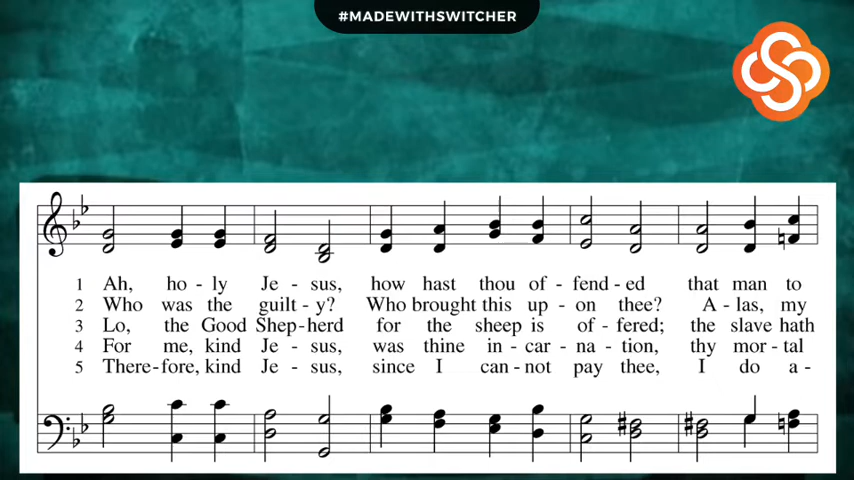 #MADEWITHSWITCHER
1 Ah, ho - ly Je - sus, how hast thou of - fend - ed that man to
2 Who was the guilt - y? Who brought this up - on thee? A - las, my
3 Lo, the Good Shep - herd for the sheep is of - fered; the slave hath
4 For me, kind Je - sus, was thine in - car - na - tion, thy mor - tal
5 There - fore, kind Je - sus, since I can - not pay thee, I do a -